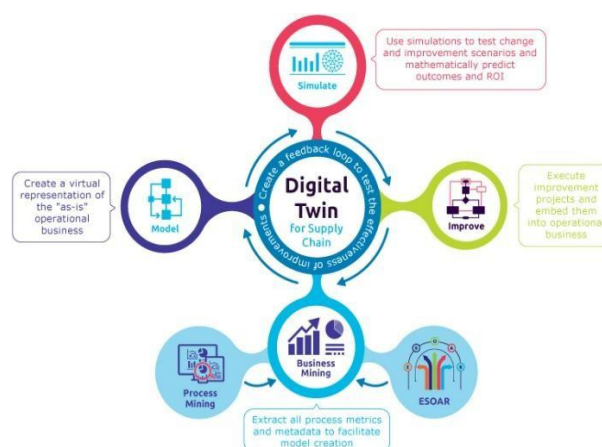 Use simulations to test change
and improvement scenarios and
mathematically predict
outcomes and ROI
Simulate
Create a feedback loop to test the effectiveness of improvements
Digital
Twin
for Supply
Chain
Create a virtual
representation of
the "as-is"
operational
business
Model
Improve
Execute
improvement
projects and
embed them
into operational
business
Business
Mining
Process
Mining
E S O A R
ESOAR
Extract all process metrics
and metadata to facilitate
model creation